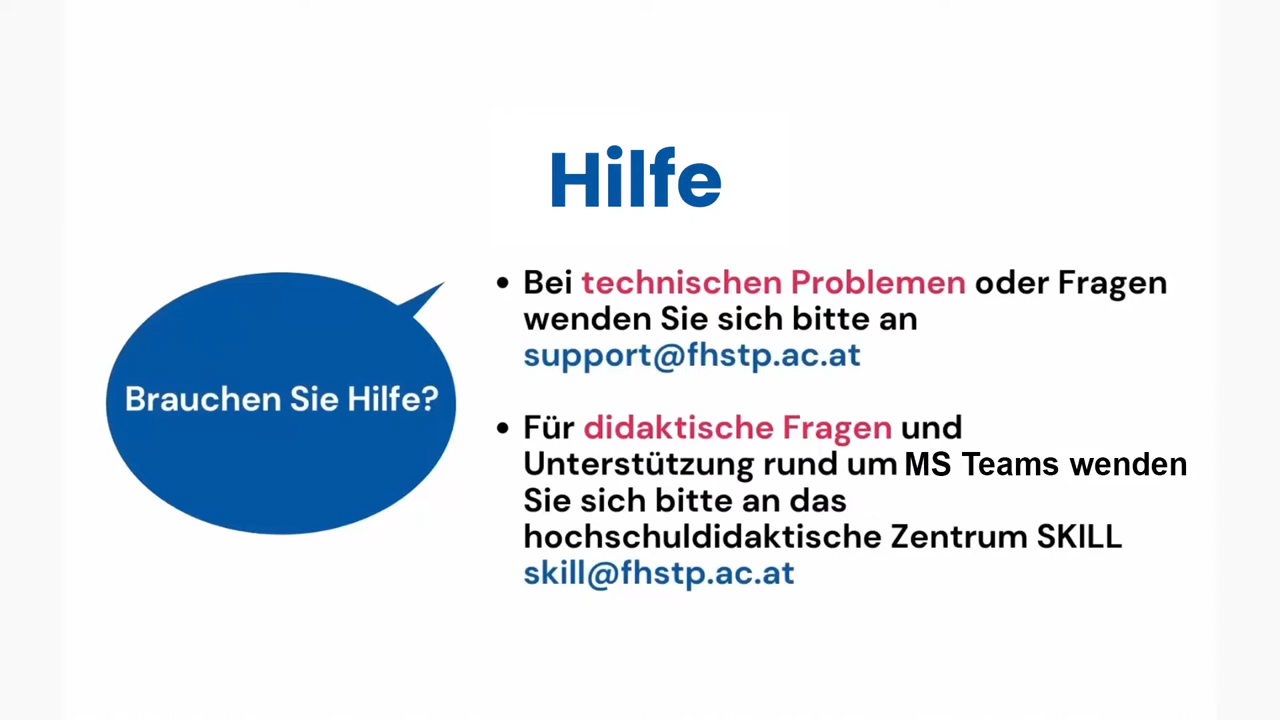 Hilfe
Brauchen Sie Hilfe?
• Bei technischen Problemen oder Fragen
wenden Sie sich bitte an
support@fhstp.ac.at
• Für didaktische Fragen und
Unterstützung rund um MS Teams wenden
Sie sich bitte an das
hochschuldidaktische Zentrum SKILL
skill@fhstp.ac.at